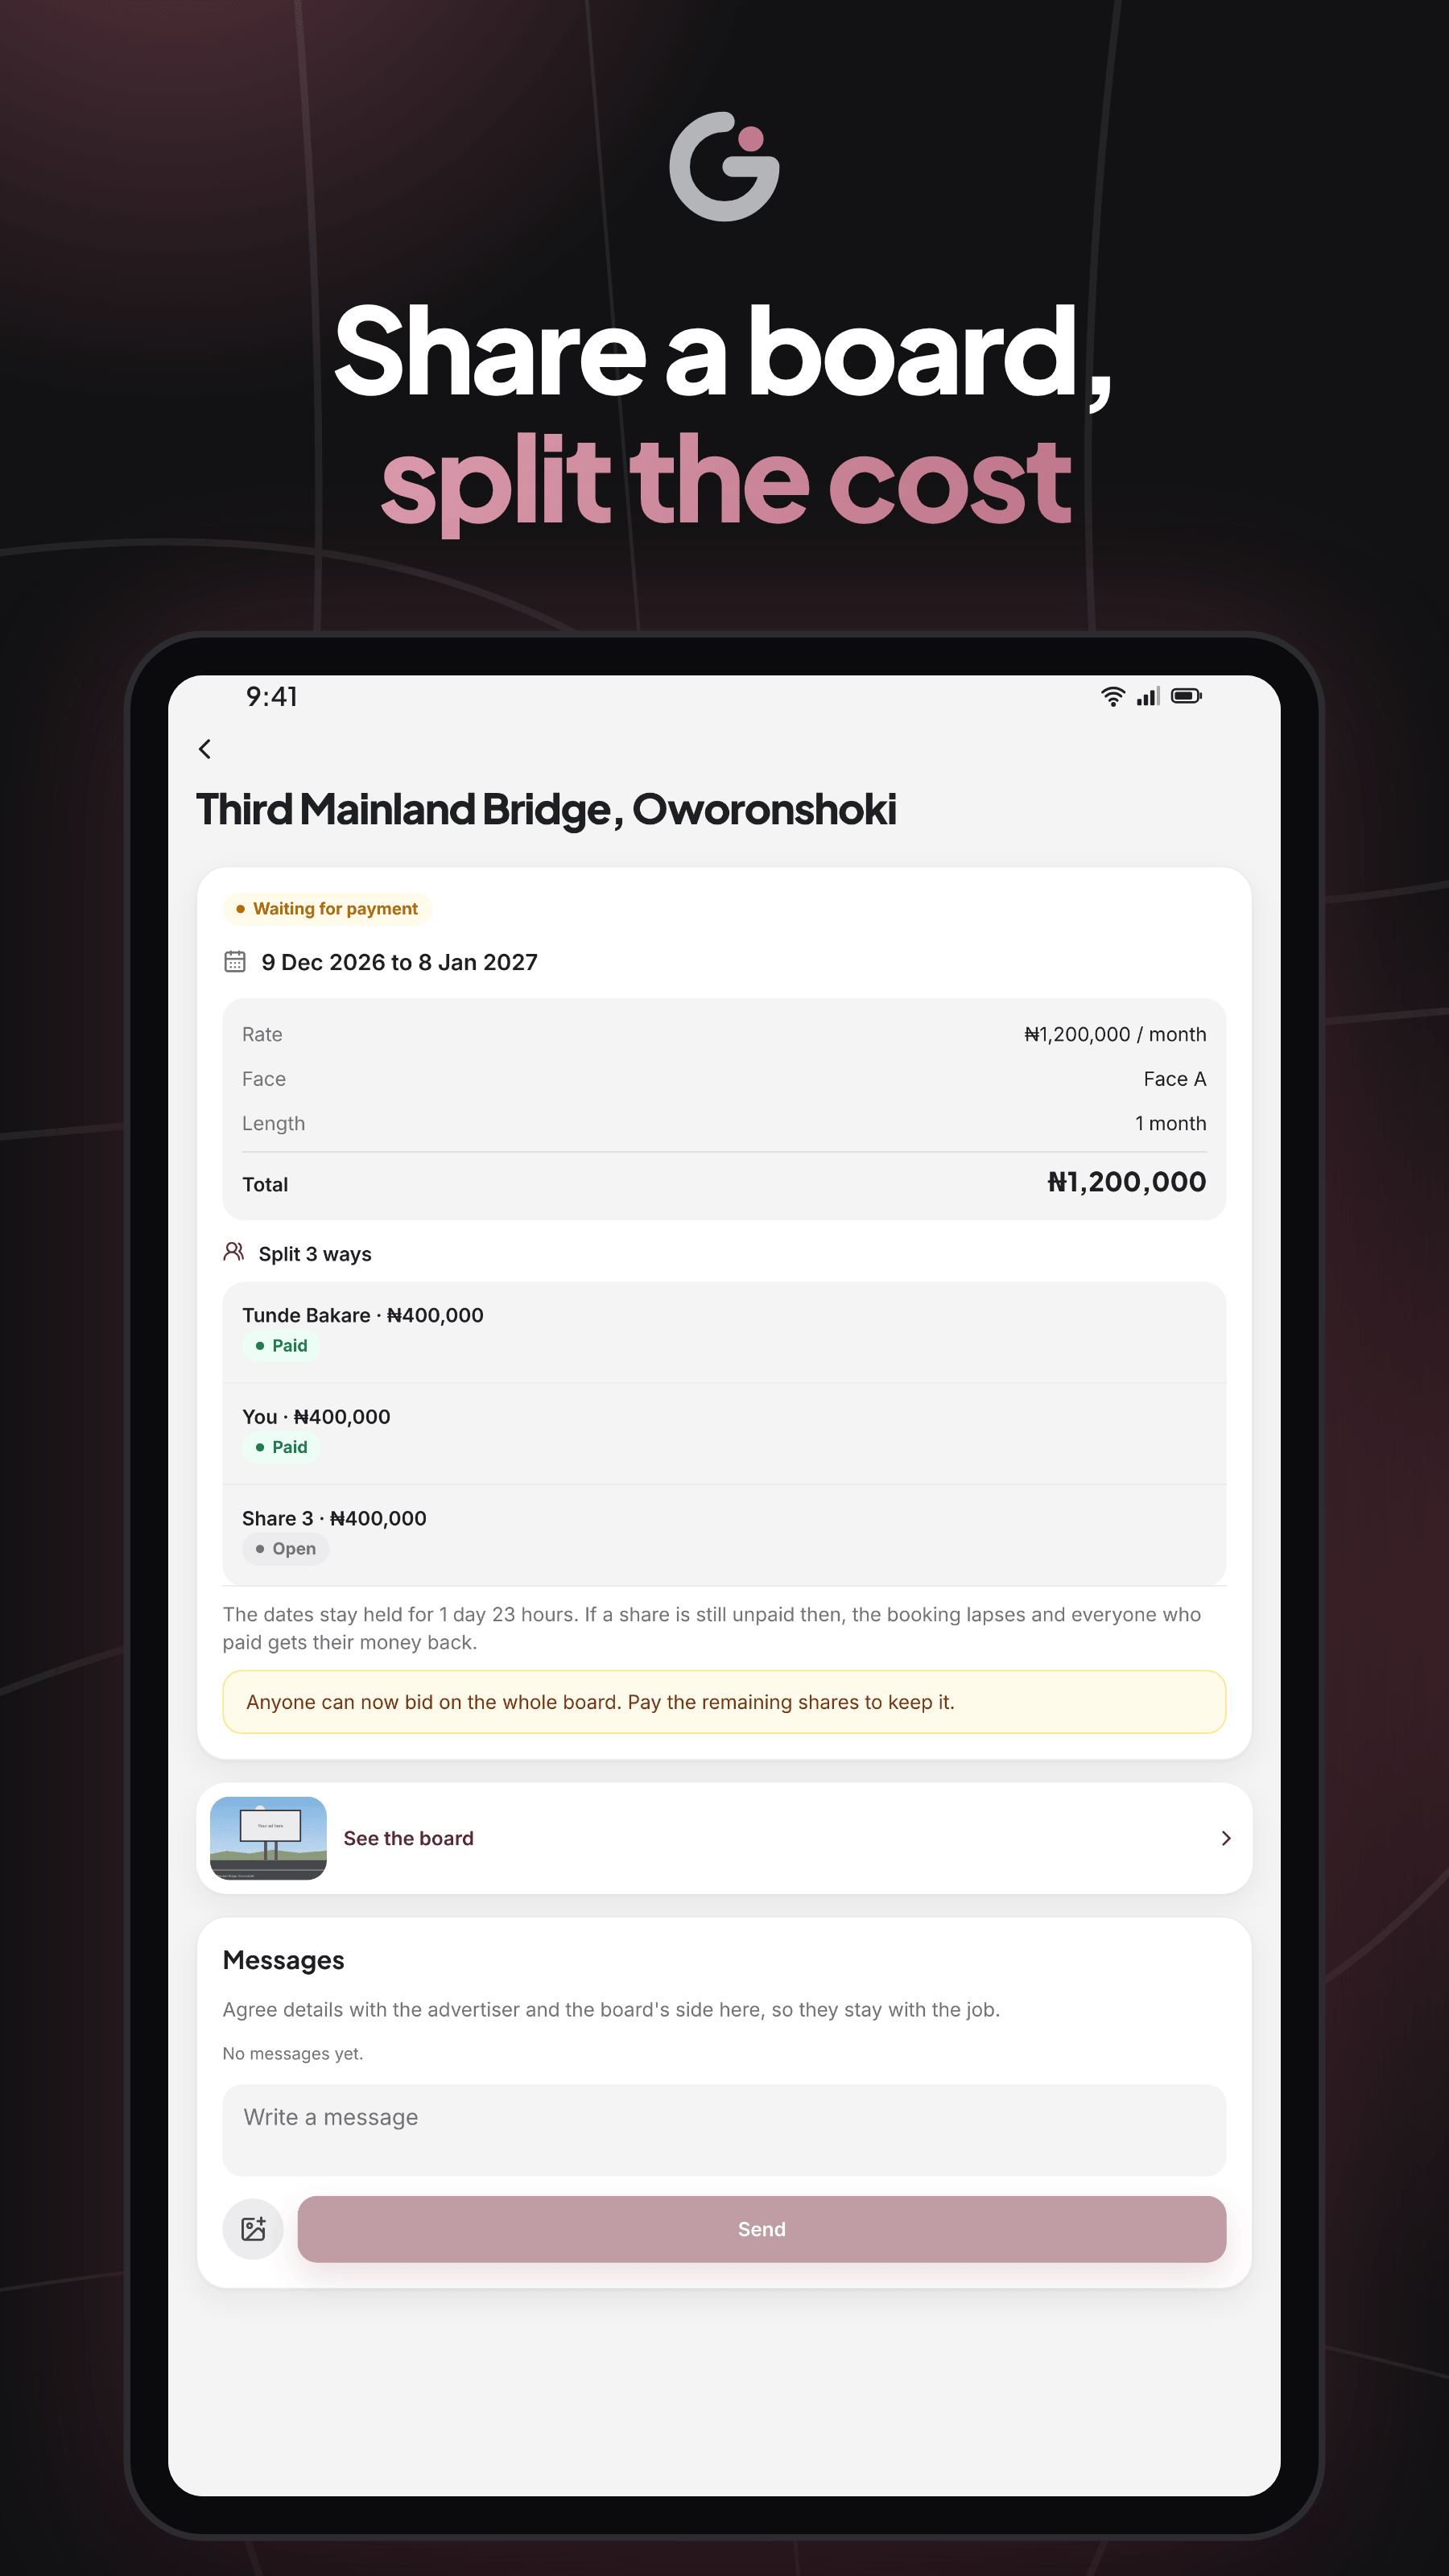 Share a board,
split the cost
9:41
Third Mainland Bridge, Oworonshoki
Waiting for payment
9 Dec 2026 to 8 Jan 2027
Rate ₦1,200,000 / month
Face Face A
Length 1 month
Total ₦1,200,000
Split 3 ways
Tunde Bakare · ₦400,000
Paid
You · ₦400,000
Paid
Share 3 · ₦400,000
Open
The dates stay held for 1 day 23 hours. If a share is still unpaid then, the booking lapses and everyone who
paid gets their money back.
Anyone can now bid on the whole board. Pay the remaining shares to keep it.
Your ad here
See the board
Messages
Agree details with the advertiser and the board's side here, so they stay with the job.
No messages yet.
Write a message
Send